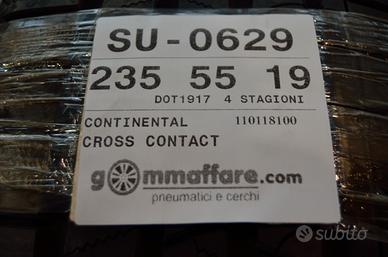 SU-0629
235 55 19
DOT1917 4 STAGIONI
CONTINENTAL 110118100
CROSS CONTACT
gommaffare.com
pneumatici e cerchi
subito